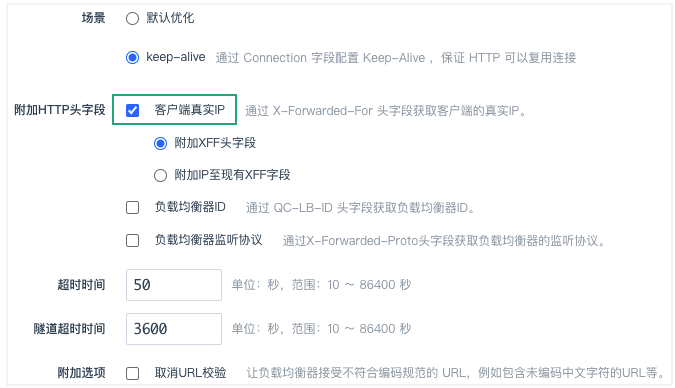 场景 默认优化
keep-alive 通过 Connection 字段配置 Keep-Alive ，保证 HTTP 可以复用连接
附加HTTP头字段 客户端真实IP 通过 X-Forwarded-For 头字段获取客户端的真实IP。
附加XFF头字段
附加IP至现有XFF字段
负载均衡器ID 通过 QC-LB-ID 头字段获取负载均衡器ID。
负载均衡器监听协议 通过X-Forwarded-Proto头字段获取负载均衡器的监听协议。
超时时间 50 单位：秒，范围：10 ～ 86400 秒
隧道超时时间 3600 单位：秒，范围：10 ～ 86400 秒
附加选项 取消URL校验 让负载均衡器接受不符合编码规范的 URL，例如包含未编码中文字符的URL等。